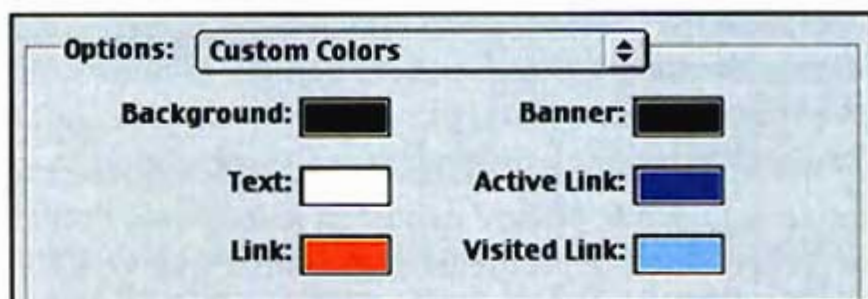 Options: Custom Colors
Background: Banner:
Text: Active Link:
Link: Visited Link: